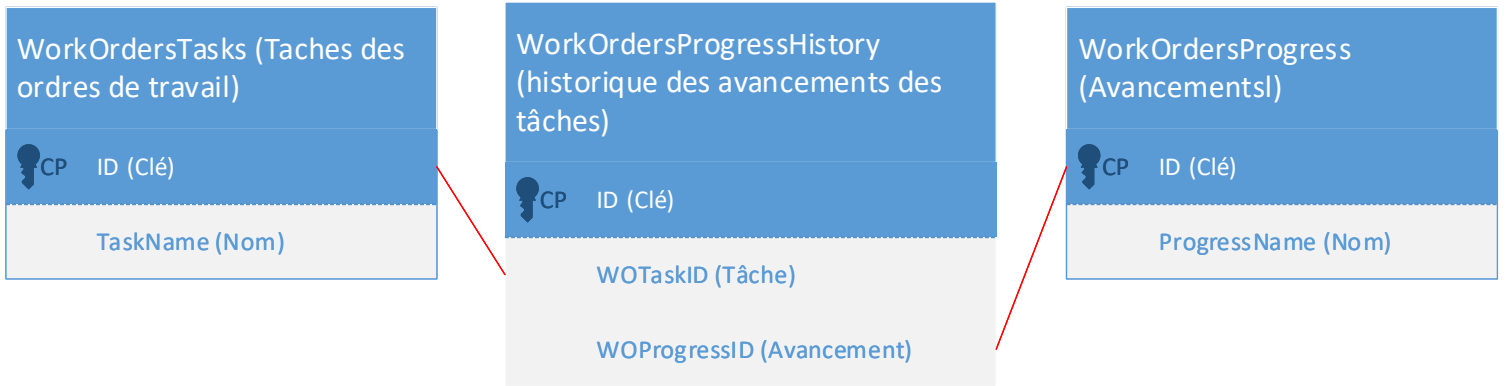 WorkOrdersTasks (Taches des
ordres de travail)
CP ID (Clé)
TaskName (Nom)
WorkOrdersProgressHistory
(historique des avancements des
tâches)
CP ID (Clé)
WOTaskID (Tâche)
WOProgressID (Avancement)
WorkOrdersProgress
(Avancementsl)
CP ID (Clé)
ProgressName (Nom)